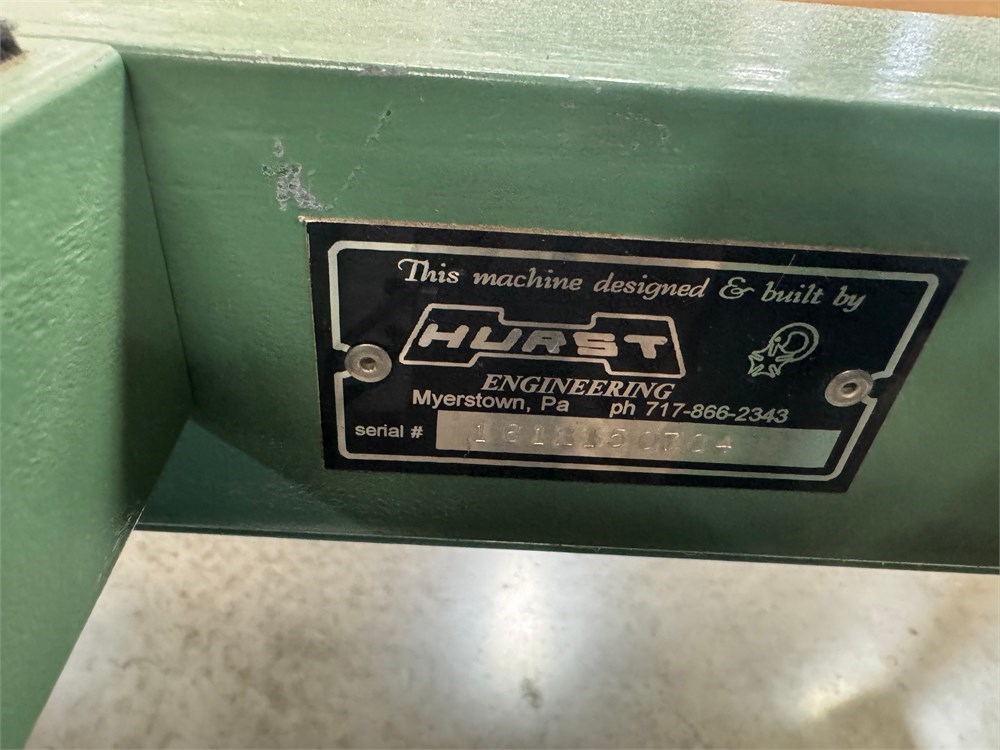 This machine designed & built by
HURST
ENGINEERING
Myerstown, Pa ph 717-866-2343
serial #